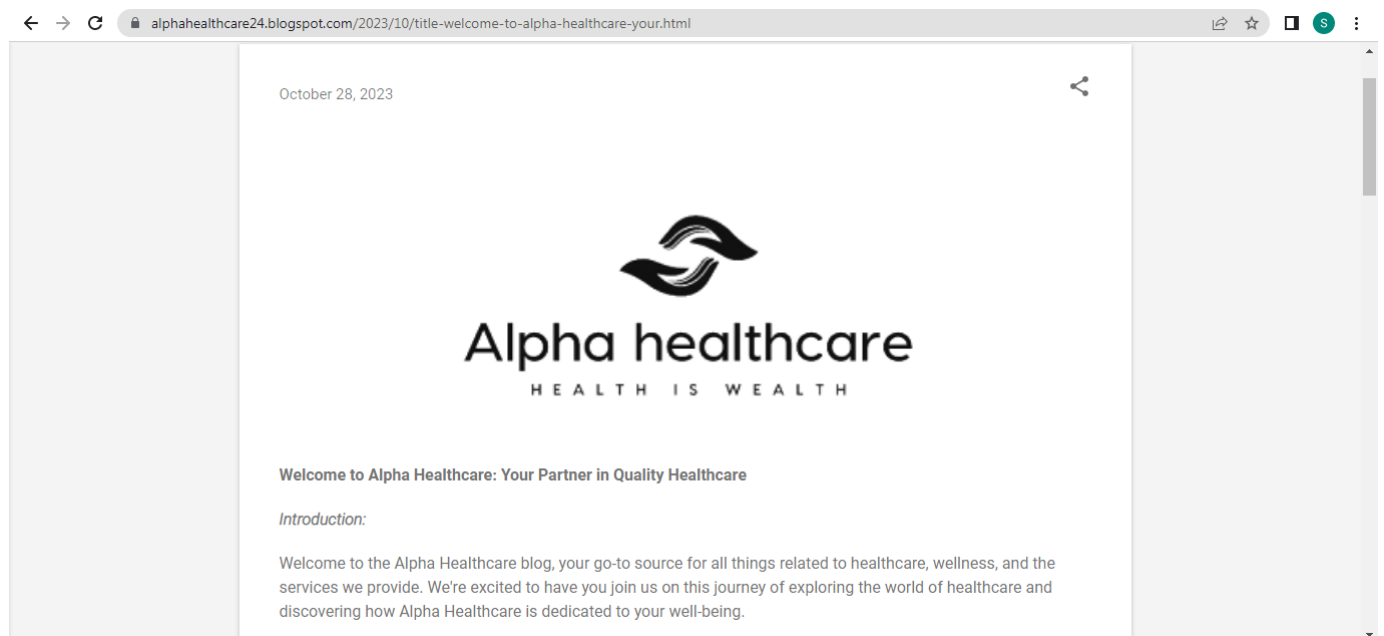 alphahealthcare24.blogspot.com/2023/10/title-welcome-to-alpha-healthcare-your.html
S
October 28, 2023
Alpha healthcare
HEALTH IS WEALTH
Welcome to Alpha Healthcare: Your Partner in Quality Healthcare
Introduction:
Welcome to the Alpha Healthcare blog, your go-to source for all things related to healthcare, wellness, and the
services we provide. We're excited to have you join us on this journey of exploring the world of healthcare and
discovering how Alpha Healthcare is dedicated to your well-being.